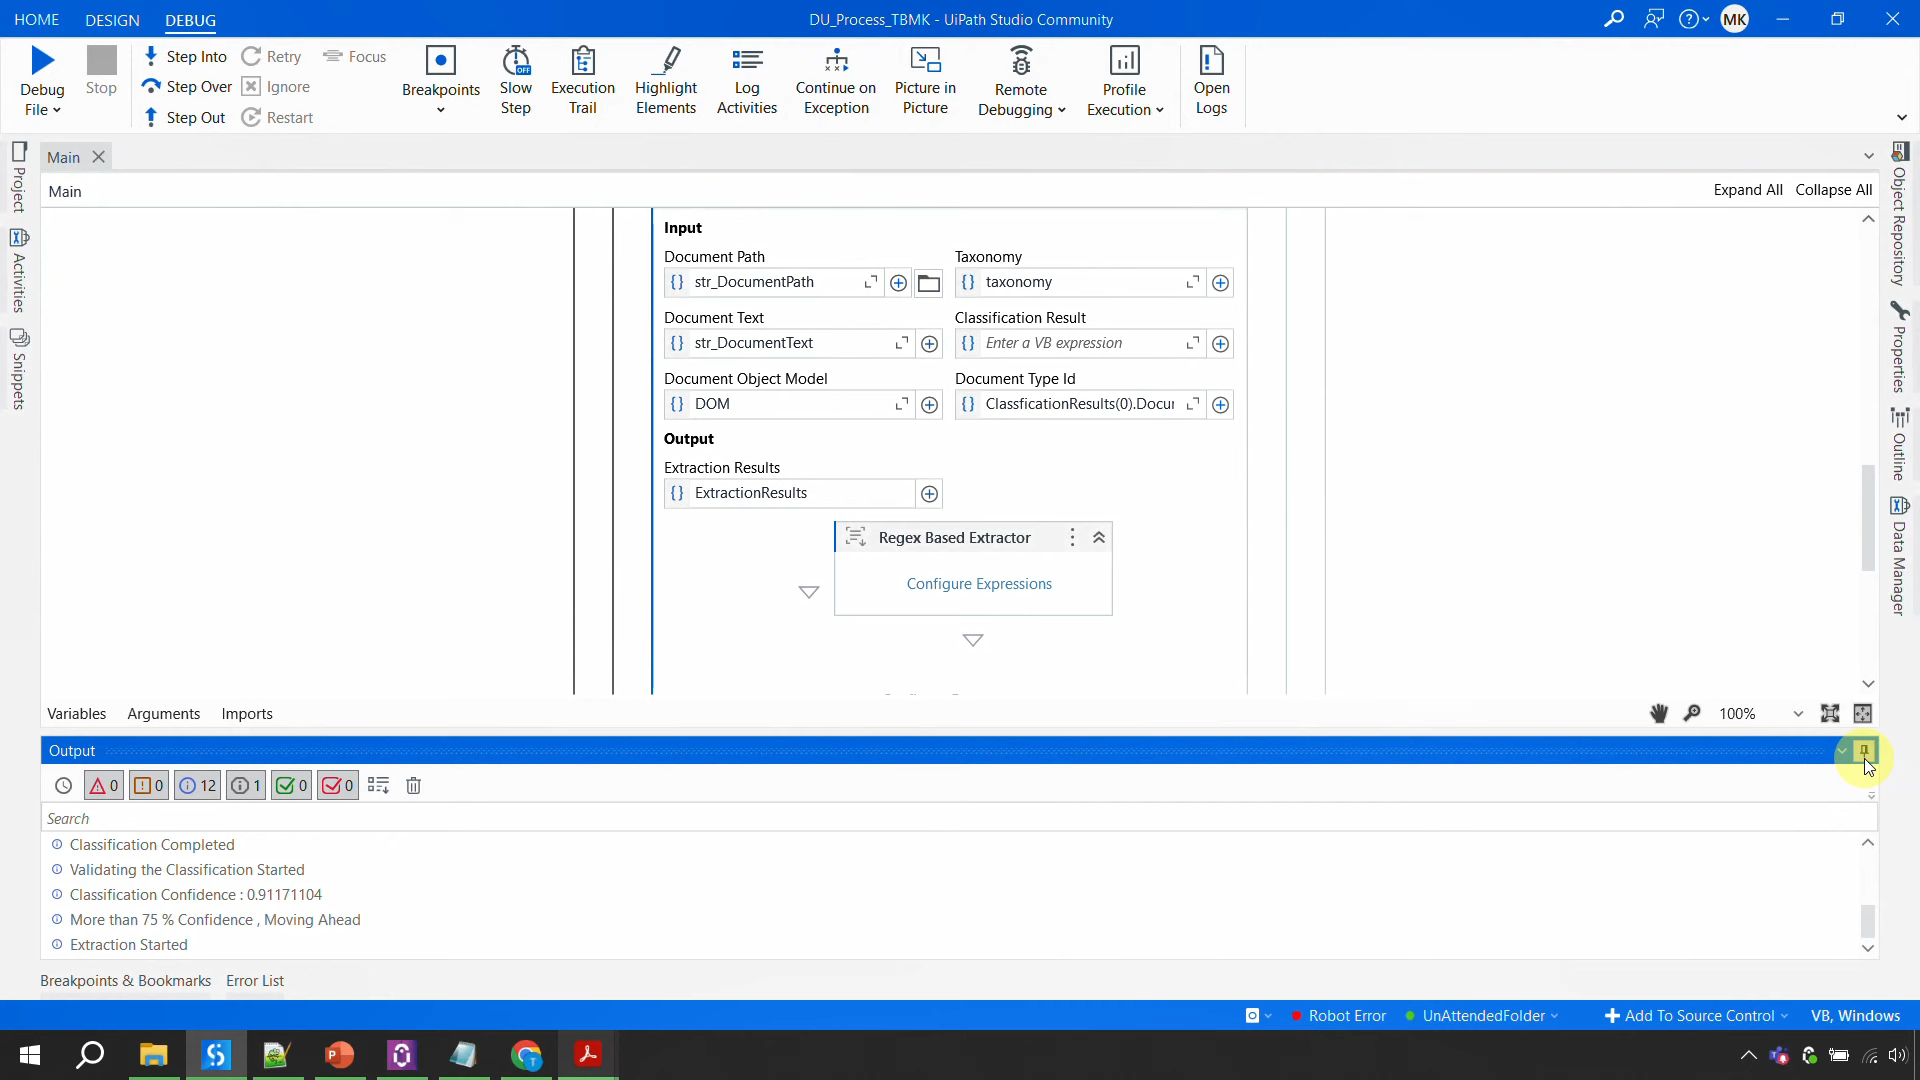 HOME DESIGN DEBUG
DU_Process_TBMK - UiPath Studio Community
MK
Debug File
Stop
Step Into
Step Over
Step Out
Retry
Ignore
Restart
Focus
Breakpoints
Slow Step
OFF
Execution Trail
Highlight Elements
Log Activities
Continue on Exception
Picture in Picture
Remote Debugging
Profile Execution
Open Logs
Main
Main
Expand All Collapse All
Project
Activities
Snippets
Object Repository
Properties
Outline
Data Manager
Input
Document Path Taxonomy
str_DocumentPath taxonomy
Document Text Classification Result
str_DocumentText Enter a VB expression
Document Object Model Document Type Id
DOM ClassficationResults(0).Docur
Output
Extraction Results
ExtractionResults
Regex Based Extractor
Configure Expressions
Variables Arguments Imports
100%
Output
0 0 12 1 0 0
Search
Classification Completed
Validating the Classification Started
Classification Confidence : 0.91171104
More than 75 % Confidence , Moving Ahead
Extraction Started
Breakpoints & Bookmarks Error List
Robot Error UnAttendedFolder Add To Source Control VB, Windows